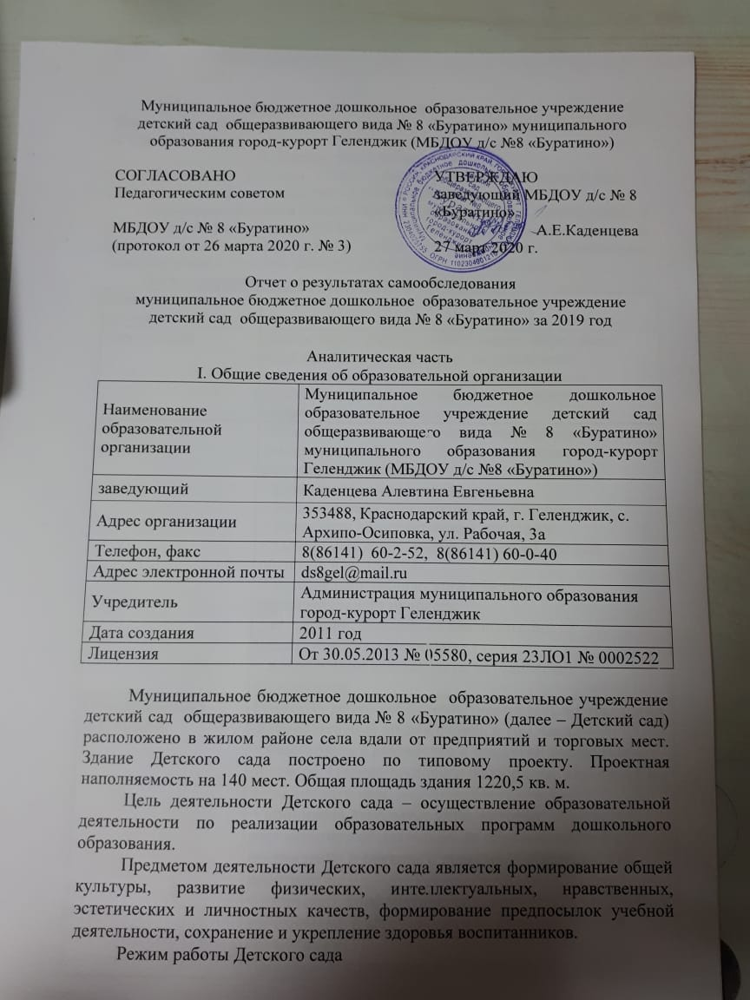 Муниципальное бюджетное дошкольное образовательное учреждение
детский сад общеразвивающего вида № 8 «Буратино» муниципального
образования город-курорт Геленджик (МБДОУ д/с №8 «Буратино»)
СОГЛАСОВАНО
Педагогическим советом
МБДОУ д/с № 8 «Буратино»
(протокол от 26 марта 2020 г. № 3)
УТВЕРЖДАЮ
заведующий МБДОУ д/с № 8
«Буратино»
А.Е.Каденцева
27 март 2020 г.
Отчет о результатах самообследования
муниципальное бюджетное дошкольное образовательное учреждение
детский сад общеразвивающего вида № 8 «Буратино» за 2019 год
Аналитическая часть
I. Общие сведения об образовательной организации
Наименование
образовательной
организации
Муниципальное бюджетное дошкольное
образовательное учреждение детский сад
общеразвивающего вида № 8 «Буратино»
муниципального образования город-курорт
Геленджик (МБДОУ д/с №8 «Буратино»)
заведующий
Каденцева Алевтина Евгеньевна
Адрес организации
353488, Краснодарский край, г. Геленджик, с.
Архипо-Осиповка, ул. Рабочая, 3а
Телефон, факс
8(86141) 60-2-52, 8(86141) 60-0-40
Адрес электронной почты
ds8gel@mail.ru
Учредитель
Администрация муниципального образования
город-курорт Геленджик
Дата создания
2011 год
Лицензия
От 30.05.2013 № 05580, серия 23ЛО1 № 0002522
Муниципальное бюджетное дошкольное образовательное учреждение
детский сад общеразвивающего вида № 8 «Буратино» (далее – Детский сад)
расположено в жилом районе села вдали от предприятий и торговых мест.
Здание Детского сада построено по типовому проекту. Проектная
наполняемость на 140 мест. Общая площадь здания 1220,5 кв. м.
Цель деятельности Детского сада – осуществление образовательной
деятельности по реализации образовательных программ дошкольного
образования.
Предметом деятельности Детского сада является формирование общей
культуры, развитие физических, интеллектуальных, нравственных,
эстетических и личностных качеств, формирование предпосылок учебной
деятельности, сохранение и укрепление здоровья воспитанников.
Режим работы Детского сада